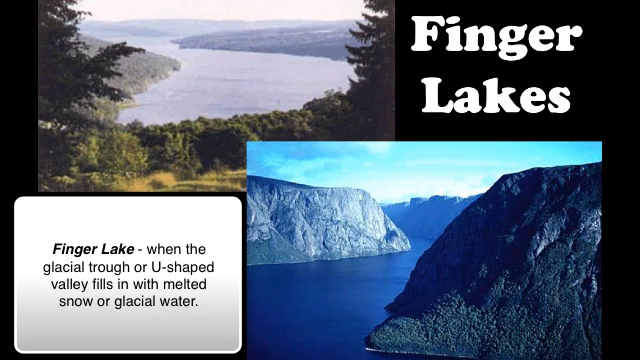 Finger
Lakes
Finger Lake - when the
glacial trough or U-shaped
valley fills in with melted
snow or glacial water.